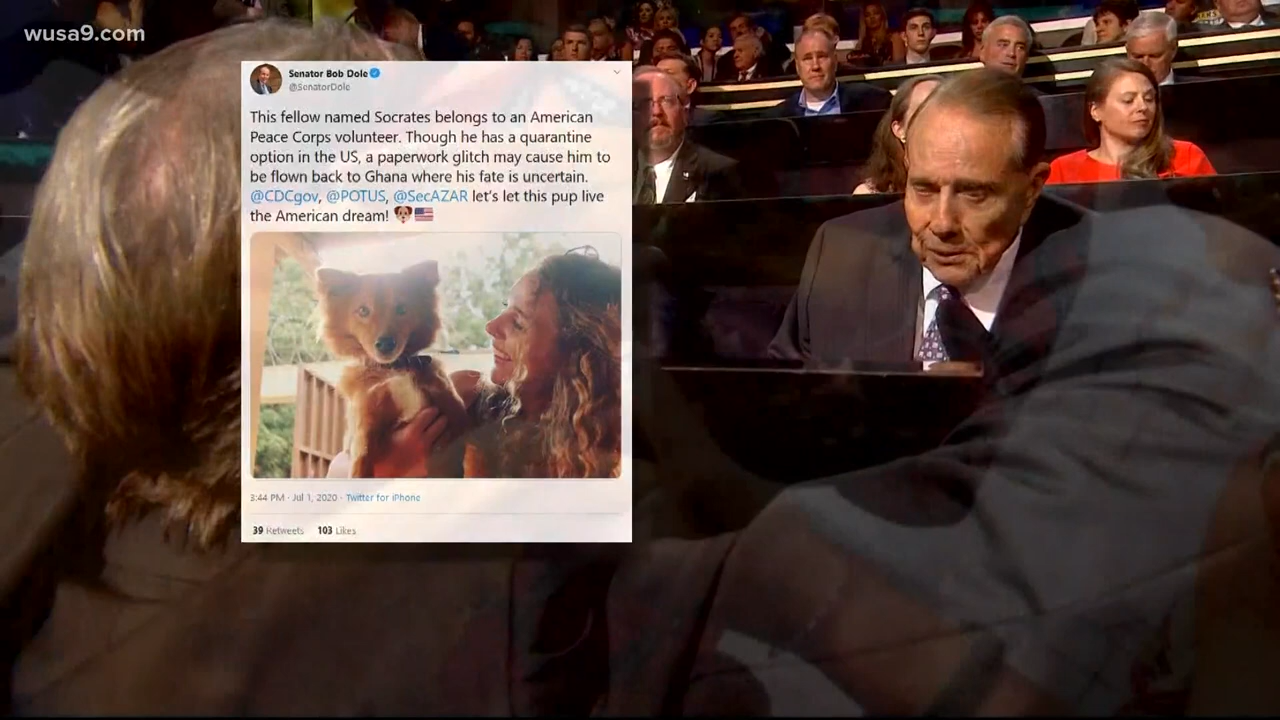 wusa9.com
Senator Bob Dole
@SenatorDole
This fellow named Socrates belongs to an American
Peace Corps volunteer. Though he has a quarantine
option in the US, a paperwork glitch may cause him to
be flown back to Ghana where his fate is uncertain.
@CDCgov, @POTUS, @SecAZAR let's let this pup live
the American dream! 🐶🇺🇸
3:44 PM · Jul 1, 2020 · Twitter for iPhone
39 Retweets 103 Likes